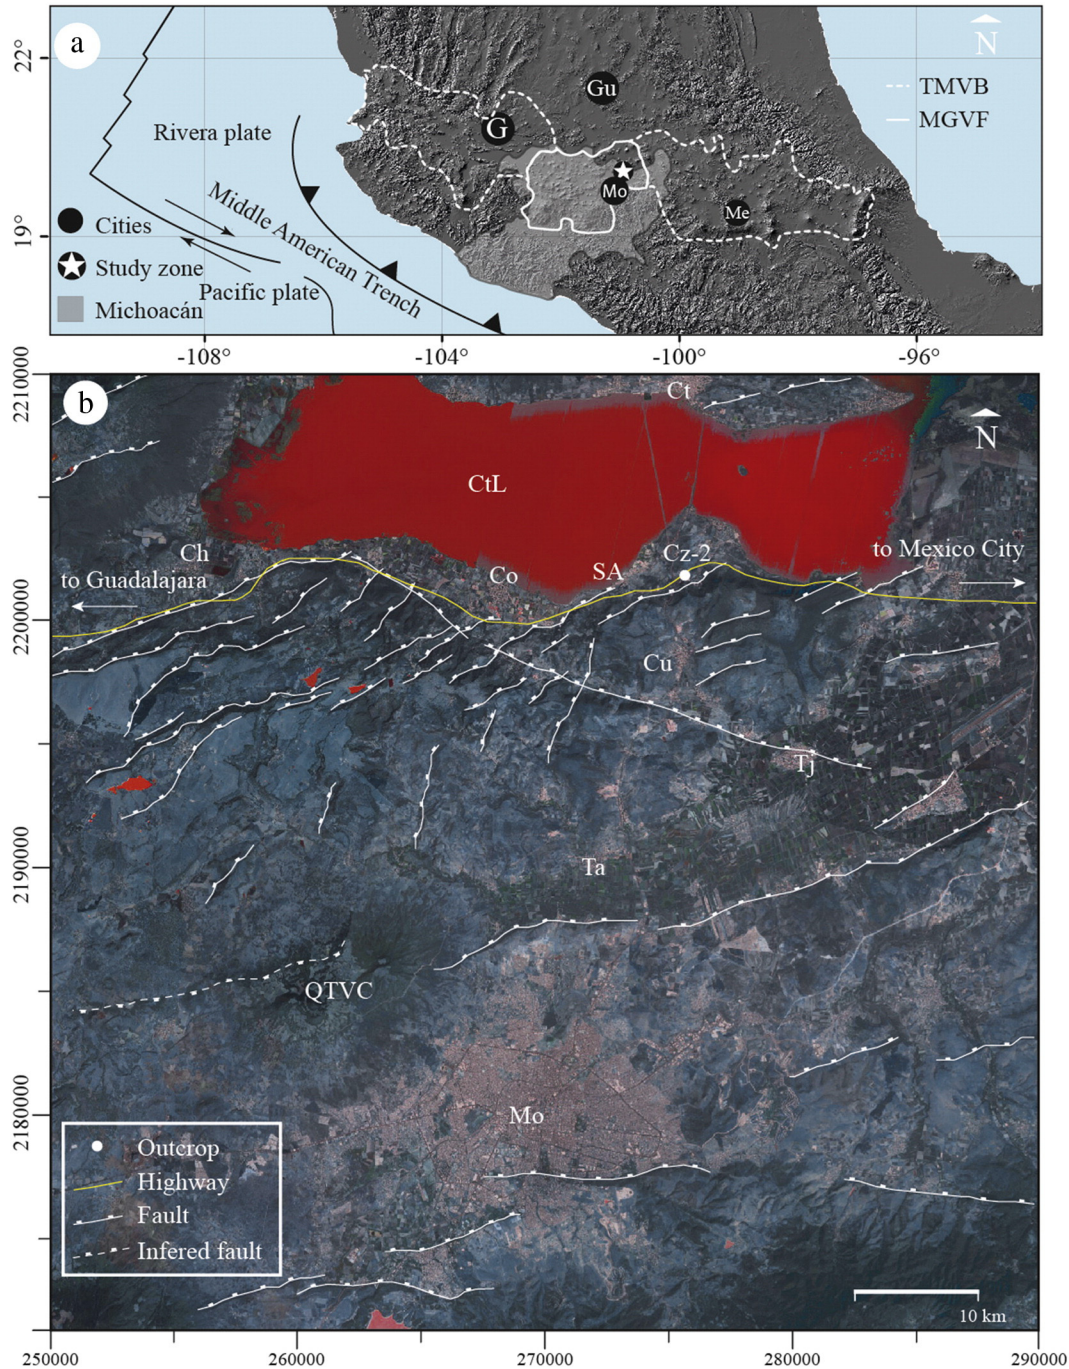 a
N
22°
19°
TMVB
MGVF
Gu
G
Mo
Me
Rivera plate
Middle American Trench
Pacific plate
Cities
Study zone
Michoacán
-108°
-104°
-100°
-96°
b
N
2210000
2200000
2190000
2180000
Ct
CtL
Ch
to Guadalajara
Co
SA
Cz-2
to Mexico City
Cu
Tj
Ta
QTVC
Mo
Outcrop
Highway
Fault
Infered fault
10 km
250000
260000
270000
280000
290000